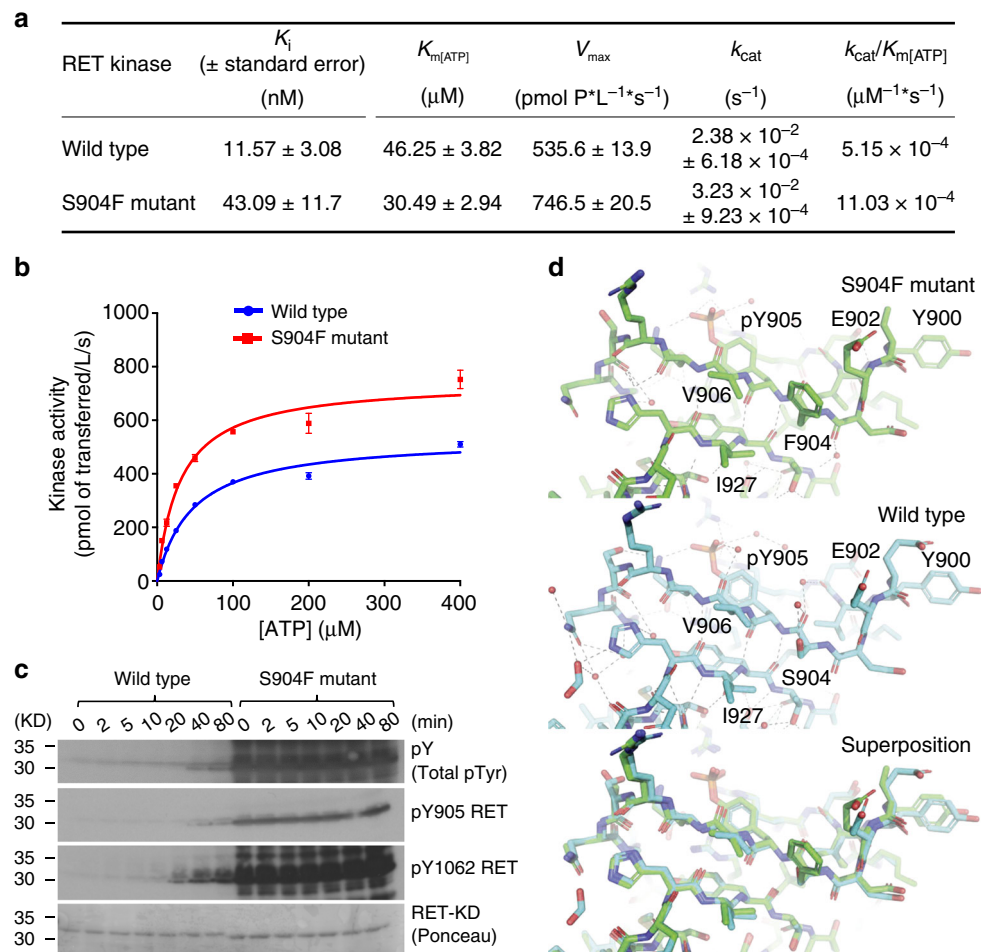 a
RET kinase
Ki (± standard error) (nM)
Km[ATP] (μM)
Vmax (pmol P*L−1*s−1)
kcat (s−1)
kcat/Km[ATP] (μM−1*s−1)
Wild type 11.57 ± 3.08 46.25 ± 3.82 535.6 ± 13.9 2.38 × 10−2 ± 6.18 × 10−4 5.15 × 10−4
S904F mutant 43.09 ± 11.7 30.49 ± 2.94 746.5 ± 20.5 3.23 × 10−2 ± 9.23 × 10−4 11.03 × 10−4
b
Wild type
S904F mutant
Kinase activity
(pmol of transferred/L/s)
1000
800
600
400
200
0
0 100 200 300 400
[ATP] (μM)
c
Wild type S904F mutant
(KD) 0 2 5 10 20 40 80 0 2 5 10 20 40 80 (min)
35
30
pY
(Total pTyr)
35
30
pY905 RET
35
30
pY1062 RET
35
30
RET-KD
(Ponceau)
d
S904F mutant
pY905 E902 Y900
V906
F904
I927
Wild type
pY905 E902 Y900
V906
S904
I927
Superposition